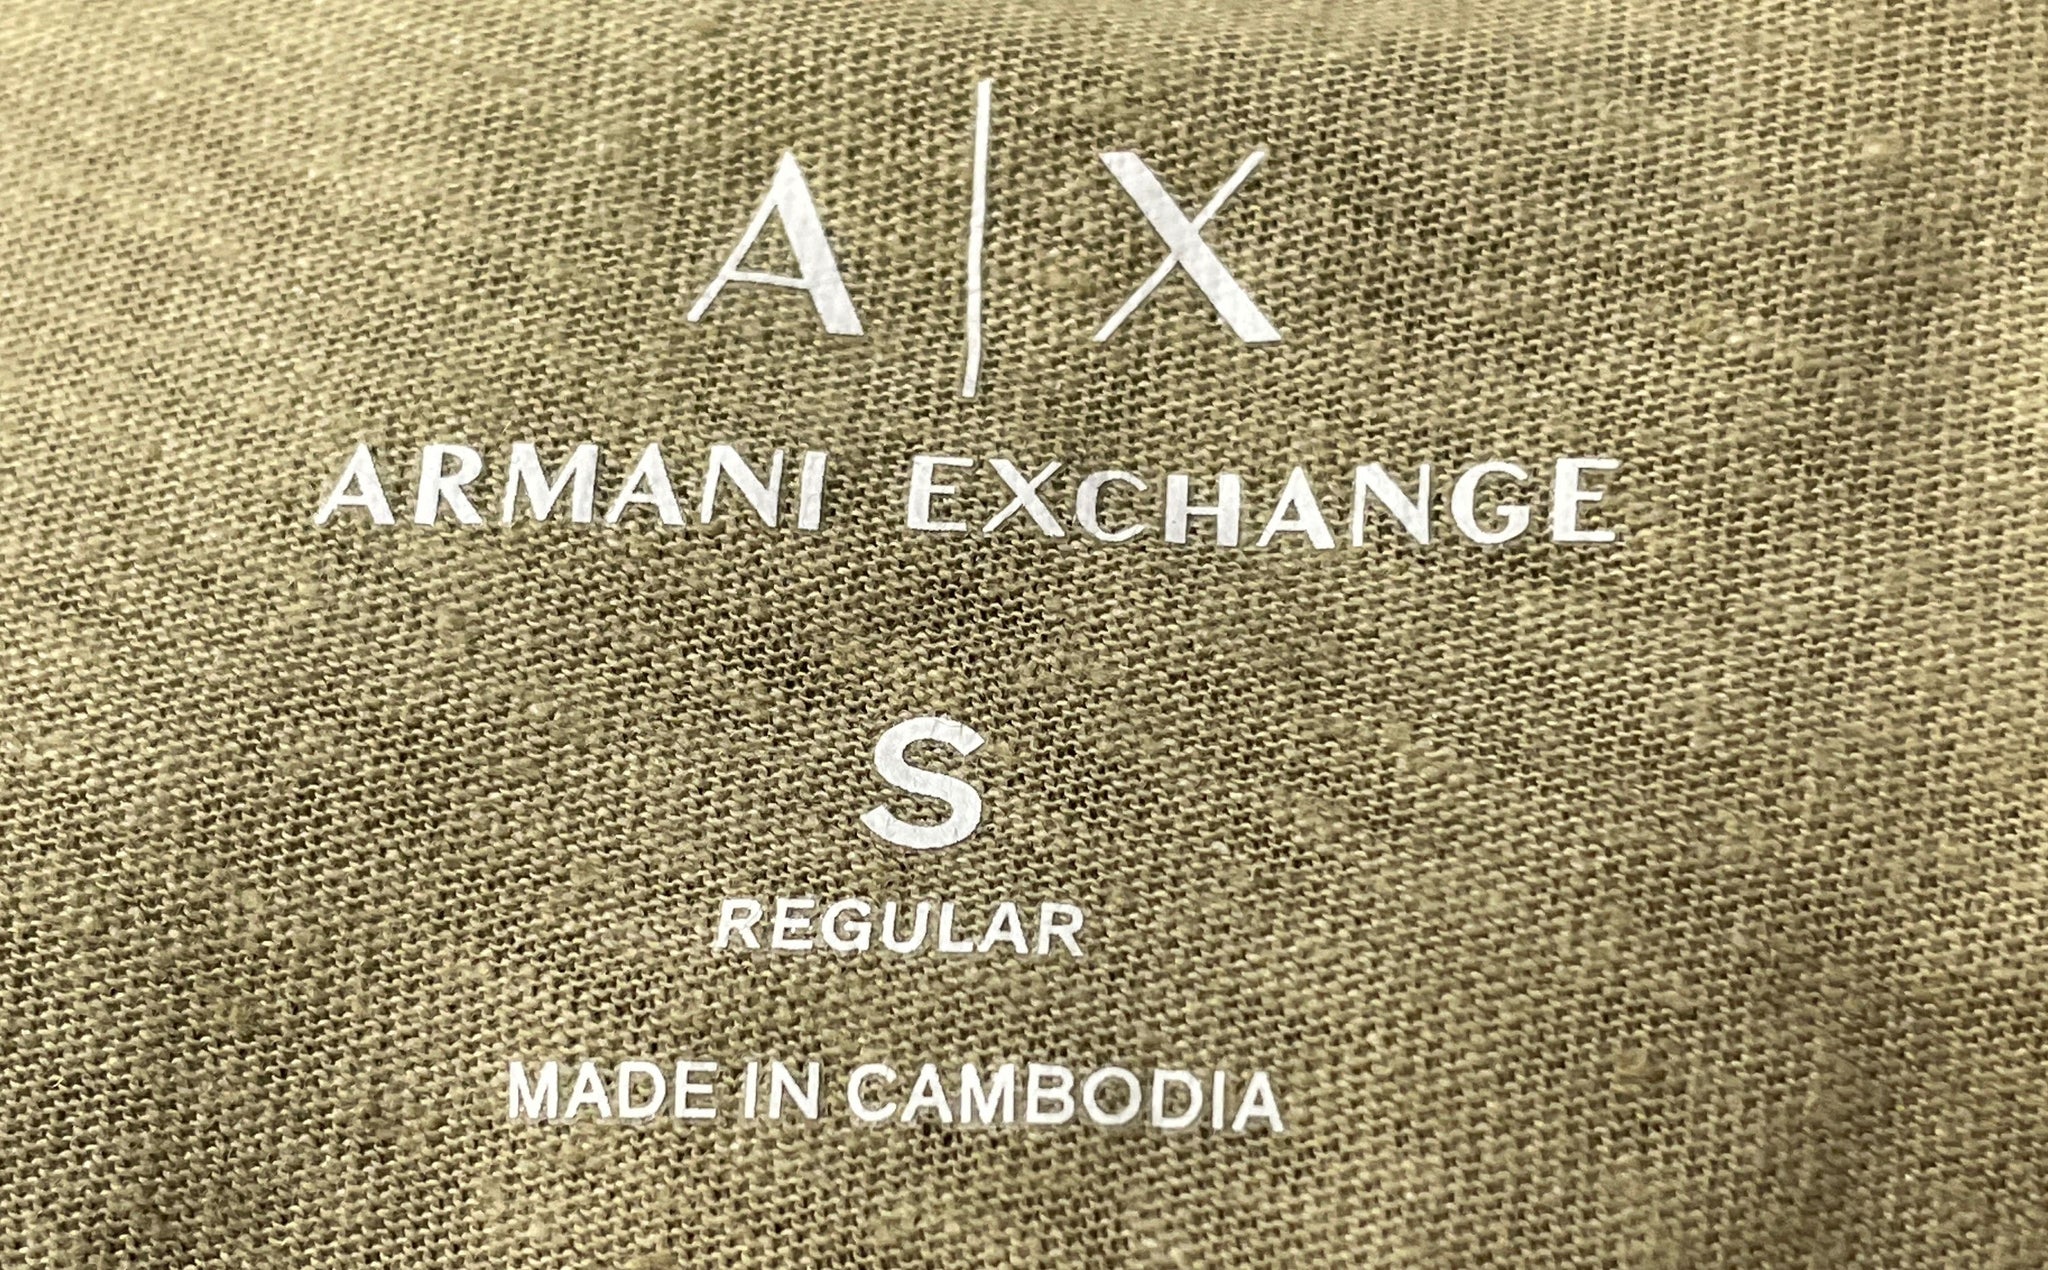 A|X
ARMANI EXCHANGE
S
REGULAR
MADE IN CAMBODIA